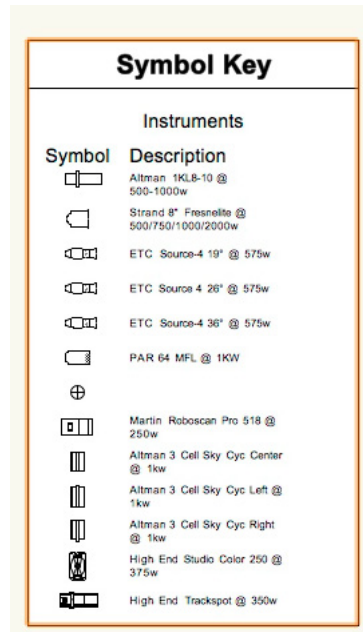 Symbol Key
Instruments
Symbol Description
Altman 1KL8-10 @
500-1000w
Strand 8" Fresnelite @
500/750/1000/2000w
ETC Source-4 19° @ 575w
ETC Source 4 26° @ 575w
ETC Source-4 36° @ 575w
PAR 64 MFL @ 1KW
Martin Roboscan Pro 518 @
250w
Altman 3 Cell Sky Cyc Center
@ 1kw
Altman 3 Cell Sky Cyc Left @
1kw
Altman 3 Cell Sky Cyc Right
@ 1kw
High End Studio Color 250 @
375w
High End Trackspot @ 350w